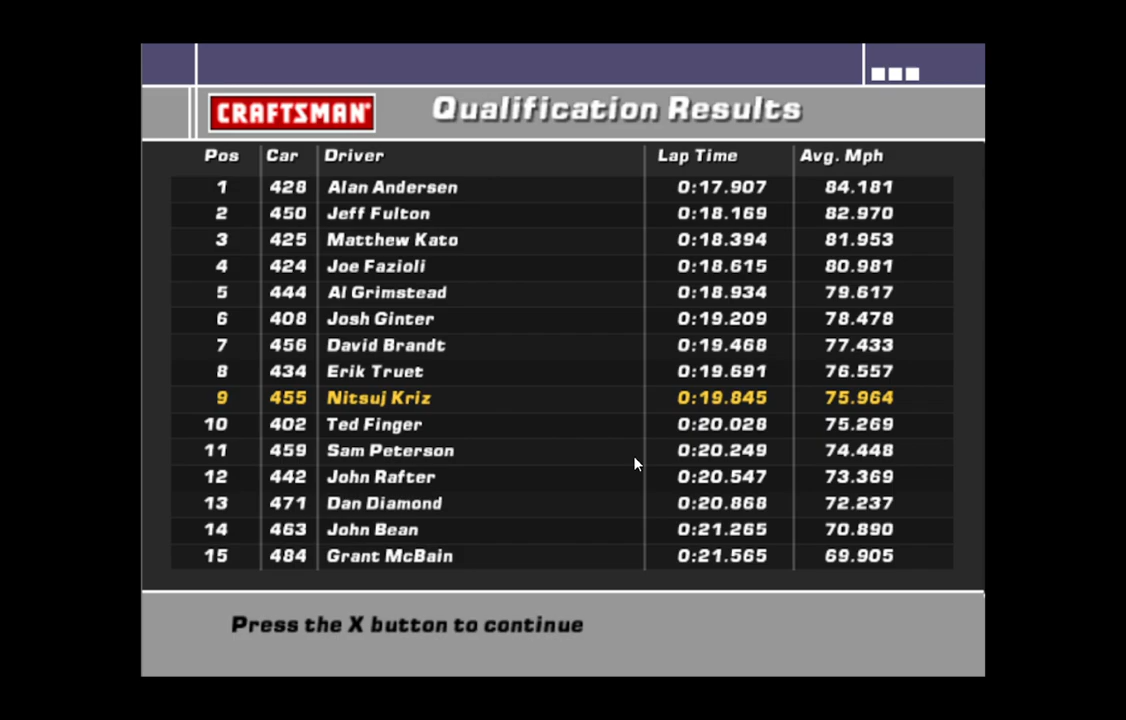 CRAFTSMAN® Qualification Results
Pos Car Driver Lap Time Avg. Mph
1 428 Alan Andersen 0:17.907 84.181
2 450 Jeff Fulton 0:18.169 82.970
3 425 Matthew Kato 0:18.394 81.953
4 424 Joe Fazioli 0:18.615 80.981
5 444 Al Grimstead 0:18.934 79.617
6 408 Josh Ginter 0:19.209 78.478
7 456 David Brandt 0:19.468 77.433
8 434 Erik Truet 0:19.691 76.557
9 455 Nitsuj Kriz 0:19.845 75.964
10 402 Ted Finger 0:20.028 75.269
11 459 Sam Peterson 0:20.249 74.448
12 442 John Rafter 0:20.547 73.369
13 471 Dan Diamond 0:20.868 72.237
14 463 John Bean 0:21.265 70.890
15 484 Grant McBain 0:21.565 69.905
Press the X button to continue